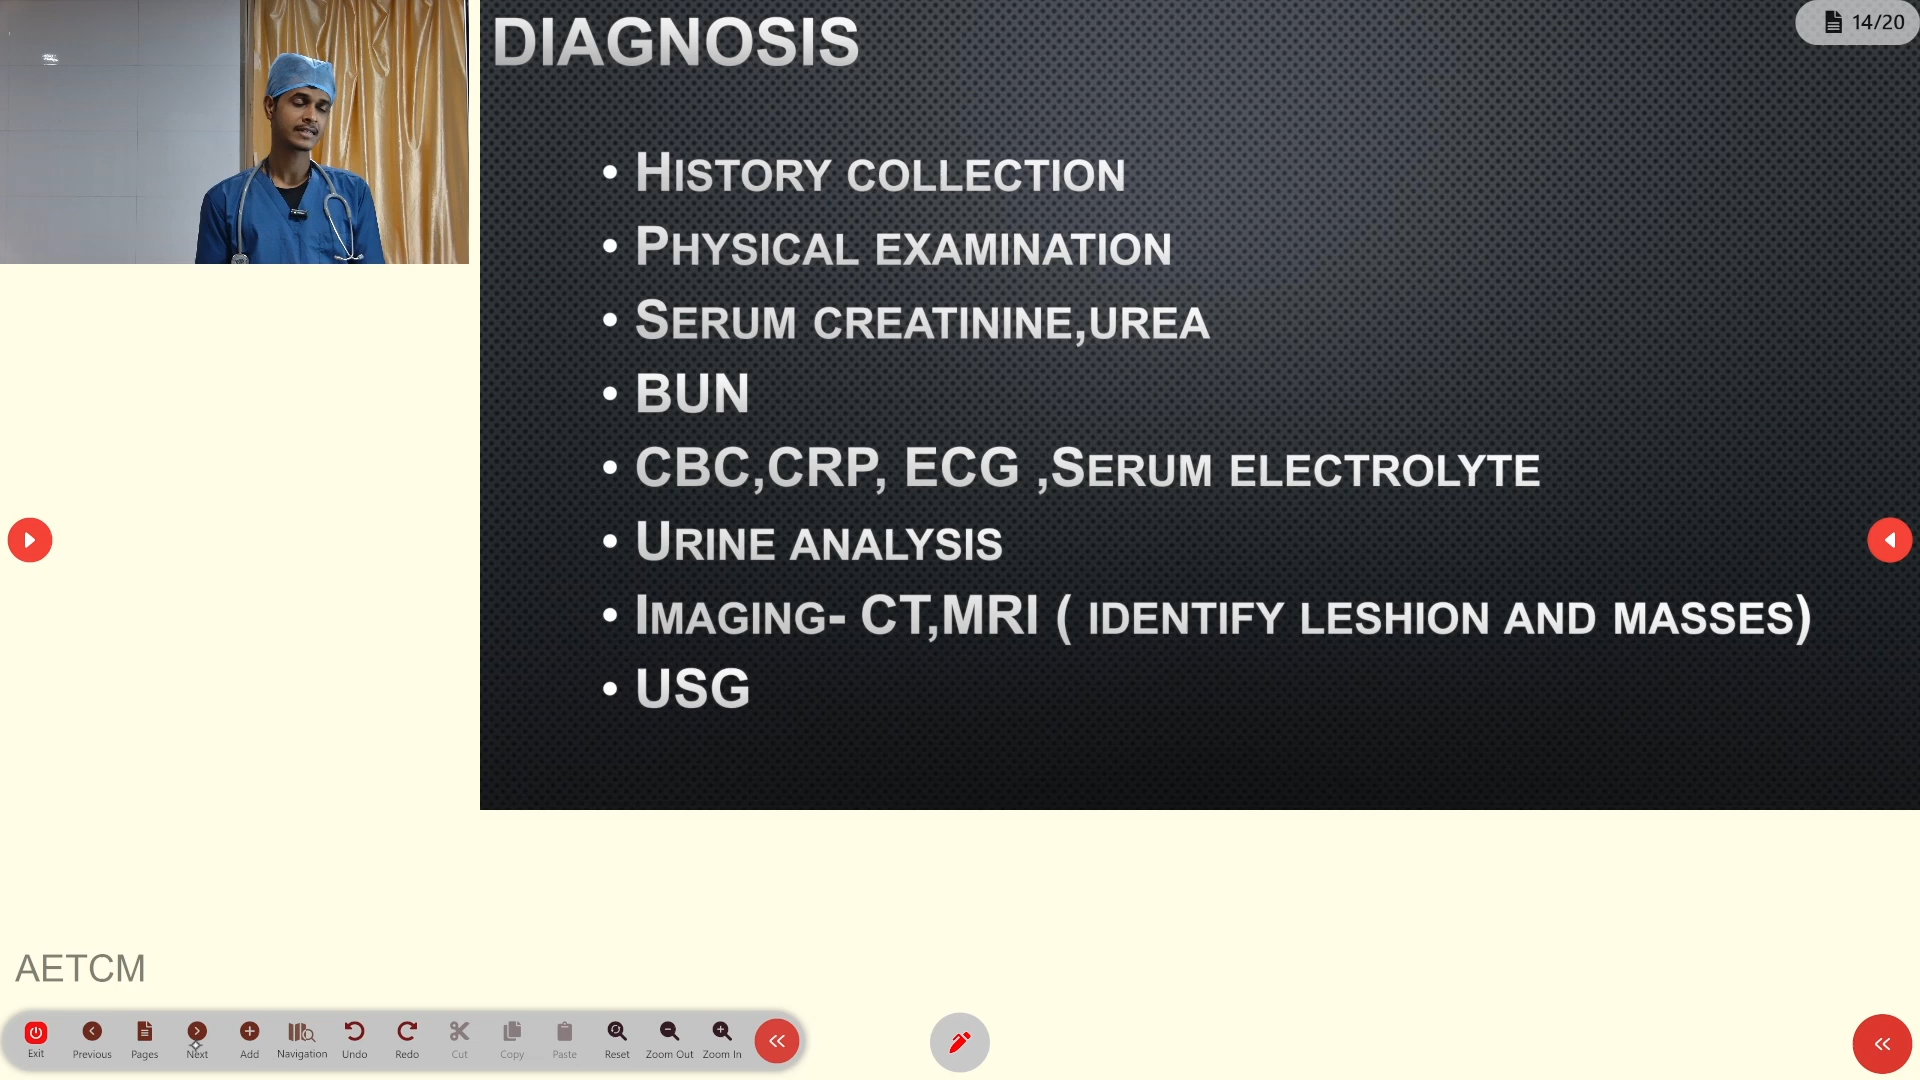 DIAGNOSIS
14/20
• HISTORY COLLECTION
• PHYSICAL EXAMINATION
• SERUM CREATININE,UREA
• BUN
• CBC,CRP, ECG ,SERUM ELECTROLYTE
• URINE ANALYSIS
• IMAGING- CT,MRI ( IDENTIFY LESHION AND MASSES)
• USG
AETCM
Exit Previous Pages Next Add Navigation Undo Redo Cut Copy Paste Reset Zoom Out Zoom In